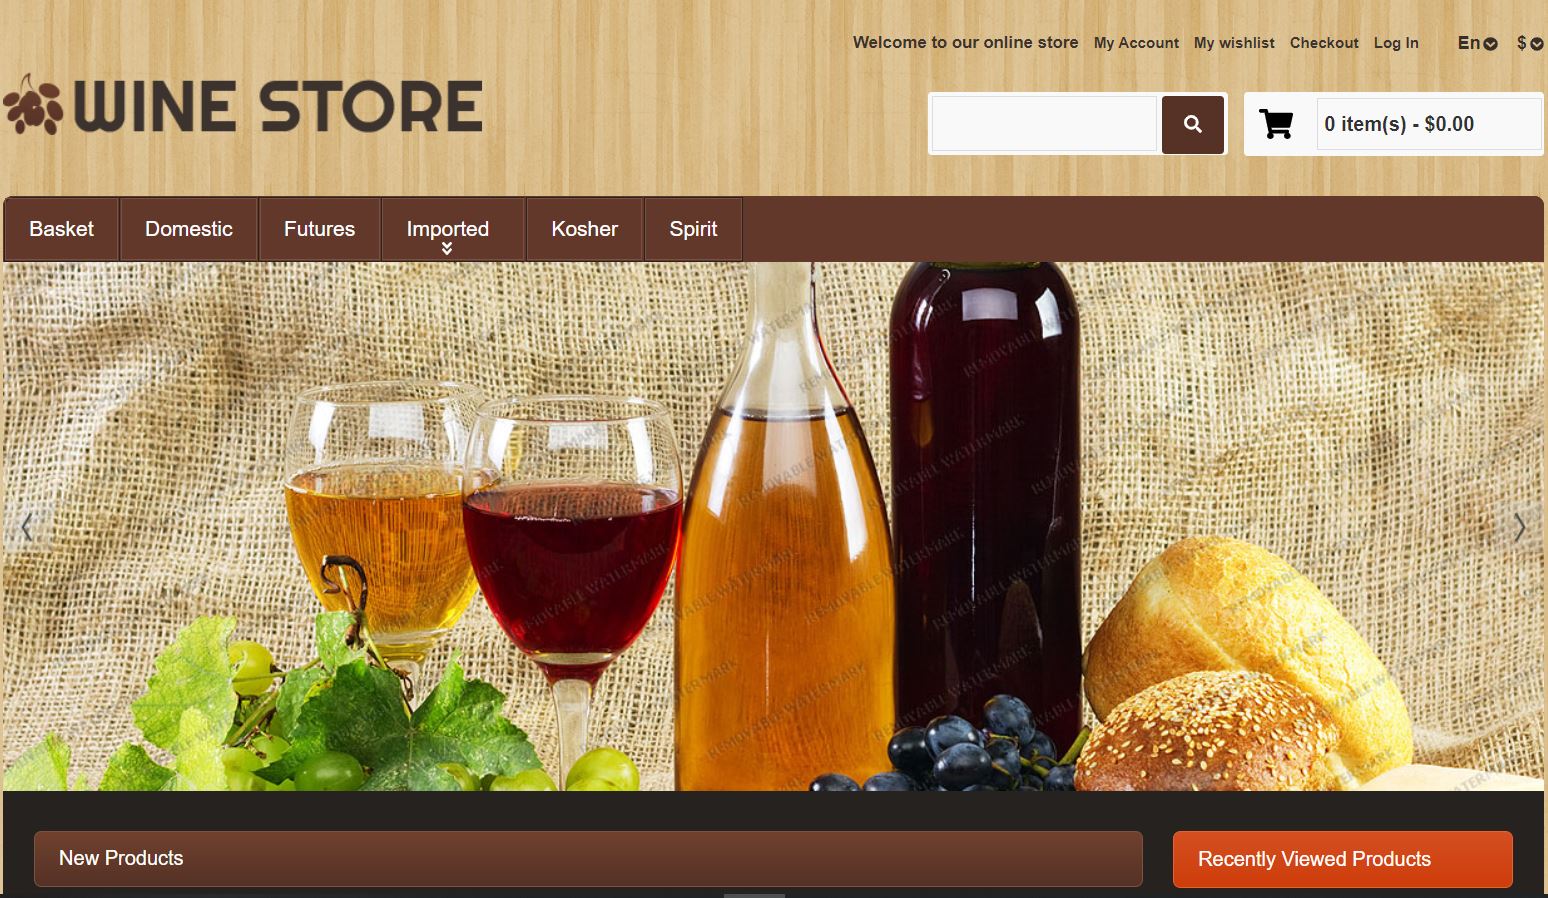 Welcome to our online store My Account My wishlist Checkout Log In En $
WINE STORE
0 item(s) - $0.00
Basket Domestic Futures Imported Kosher Spirit
REMOVABLE WATERMARK
New Products
Recently Viewed Products